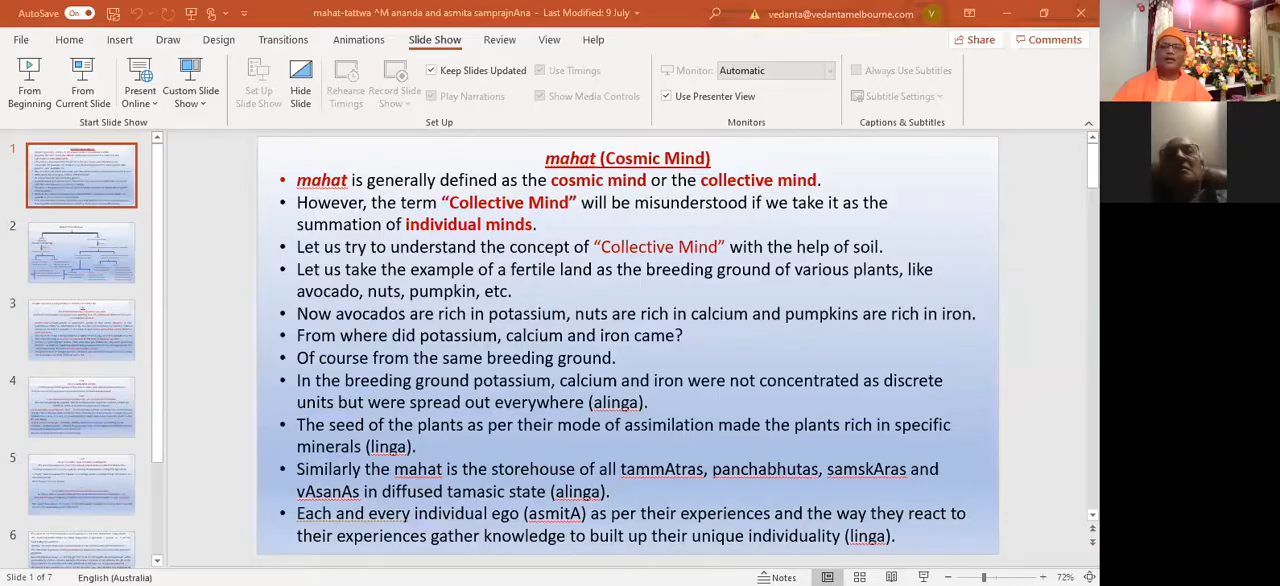 AutoSave On
mahat-tattwa ^M ananda and asmita samprajnAna - Last Modified: 9 July
vedanta@vedantamelbourne.com V
File Home Insert Draw Design Transitions Animations Slide Show Review View Help
Share Comments
From Beginning
From Current Slide
Present Online
Custom Slide Show
Set Up Slide Show
Hide Slide
Rehearse Timings
Record Slide Show
Keep Slides Updated
Play Narrations
Use Timings
Show Media Controls
Monitor: Automatic
Use Presenter View
Always Use Subtitles
Subtitle Settings
Start Slide Show
Set Up
Monitors
Captions & Subtitles
1
2
3
4
5
6
mahat (Cosmic Mind)
• mahat is generally defined as the cosmic mind or the collective mind.
• However, the term “Collective Mind” will be misunderstood if we take it as the
summation of individual minds.
• Let us try to understand the concept of “Collective Mind” with the help of soil.
• Let us take the example of a fertile land as the breeding ground of various plants, like
avocado, nuts, pumpkin, etc
• Now avocados are rich in potassium, nuts are rich in calcium and pumpkins are rich in iron.
From where did potassium, calcium and iron came?
• Of course from the same breeding ground.
• In the breeding ground potassium, calcium and iron were not concentrated as discrete
units but were spread out everywhere (alinga)
• The need of the plants and their mode of assimilation made the plants rich in specific
minerals (linga).
• Similarly the mahat is the storehouse of all tammAtras, pancabhutas, samskAras and
in diffused tamasic state (alinga).
• Each and every individual ego (asmitA) as per their experiences and the way they react to
their experiences gather knowledge to built up their unique individuality (linga).
Slide 1 of 7 English (Australia)
Notes
72%